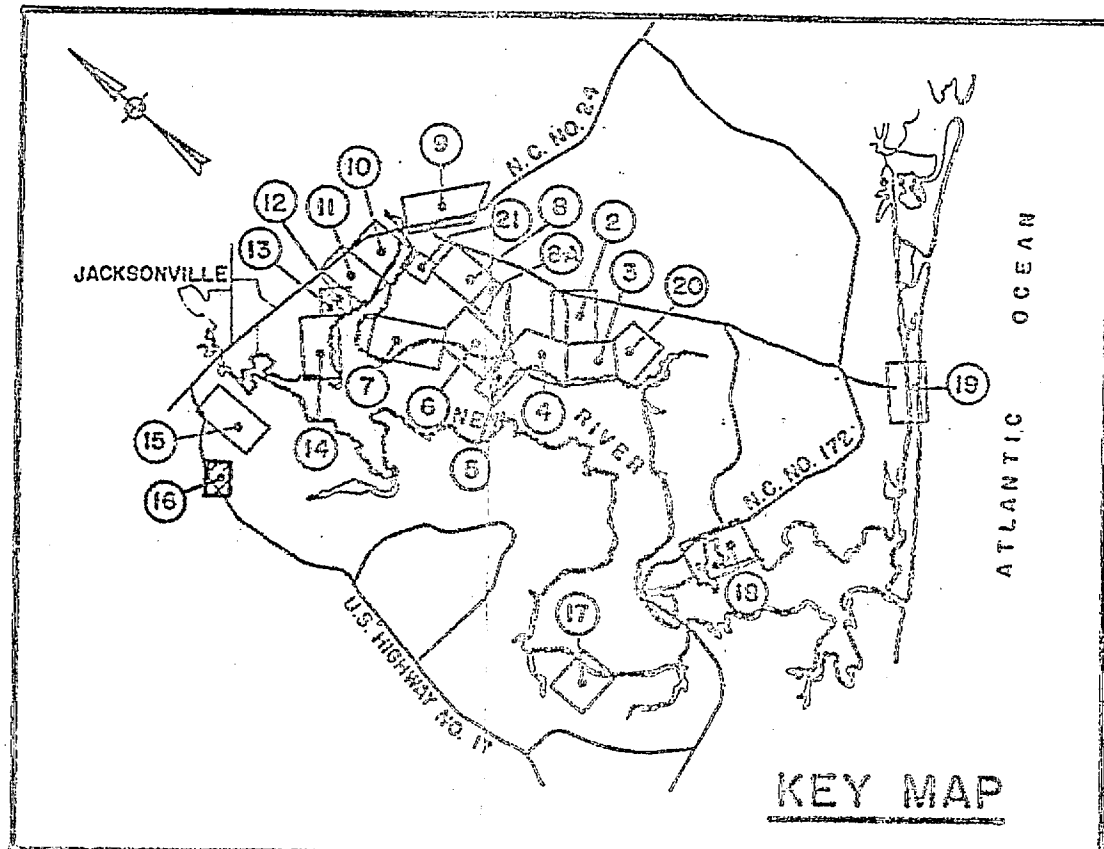 N.C. NO. 24
9
10
11
12
13
21
8
8A
2
3
20
JACKSONVILLE
ATLANTIC OCEAN
19
7
6
5
4
NEW RIVER
15
14
16
N.C. NO. 172
18
17
U.S. HIGHWAY NO. 17
KEY MAP